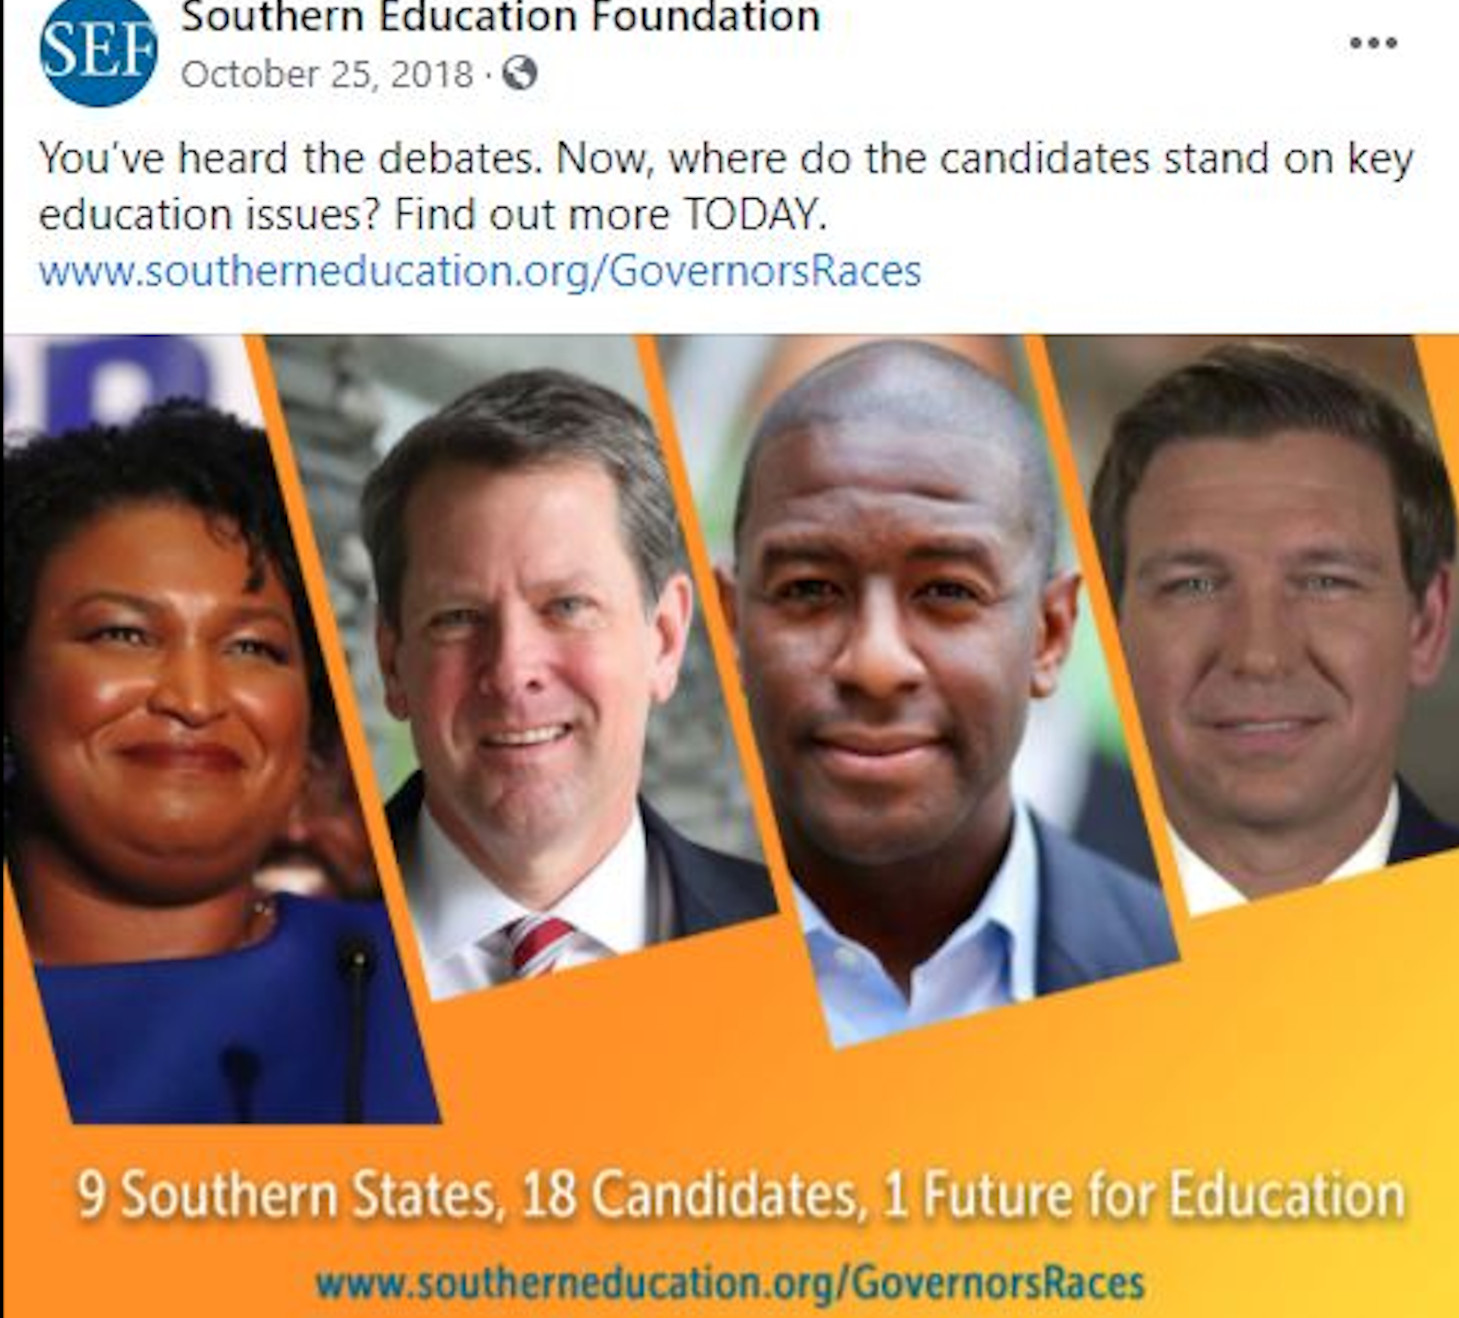 SEF
Southern Education Foundation
October 25, 2018 ·
You've heard the debates. Now, where do the candidates stand on key
education issues? Find out more TODAY.
www.southerneducation.org/GovernorsRaces
9 Southern States, 18 Candidates, 1 Future for Education
www.southerneducation.org/GovernorsRaces